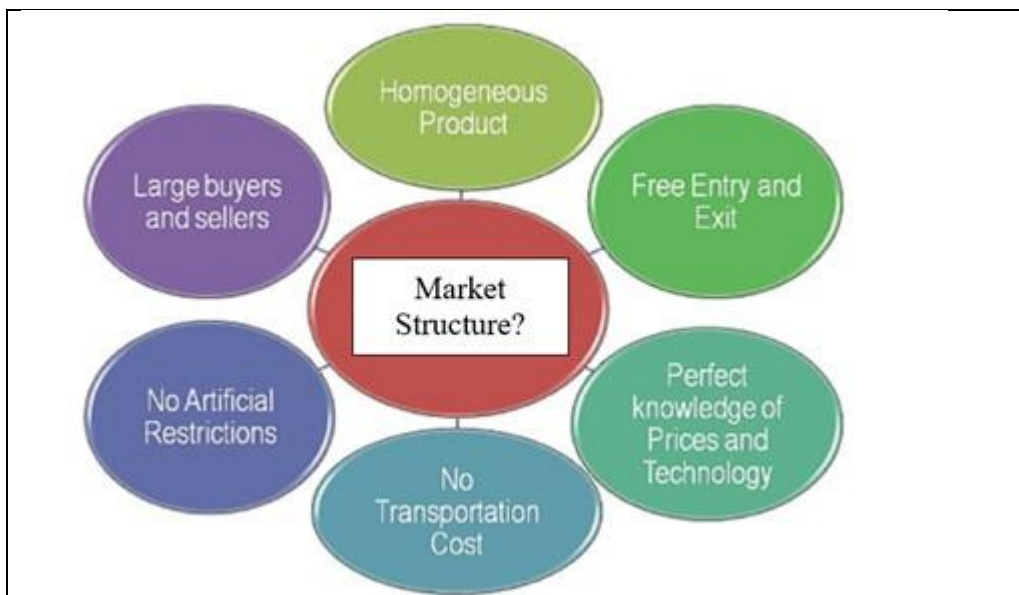 Homogeneous
Product
Large buyers
and sellers
Free Entry and
Exit
Market
Structure?
No Artificial
Restrictions
Perfect
knowledge of
Prices and
Technology
No
Transportation
Cost